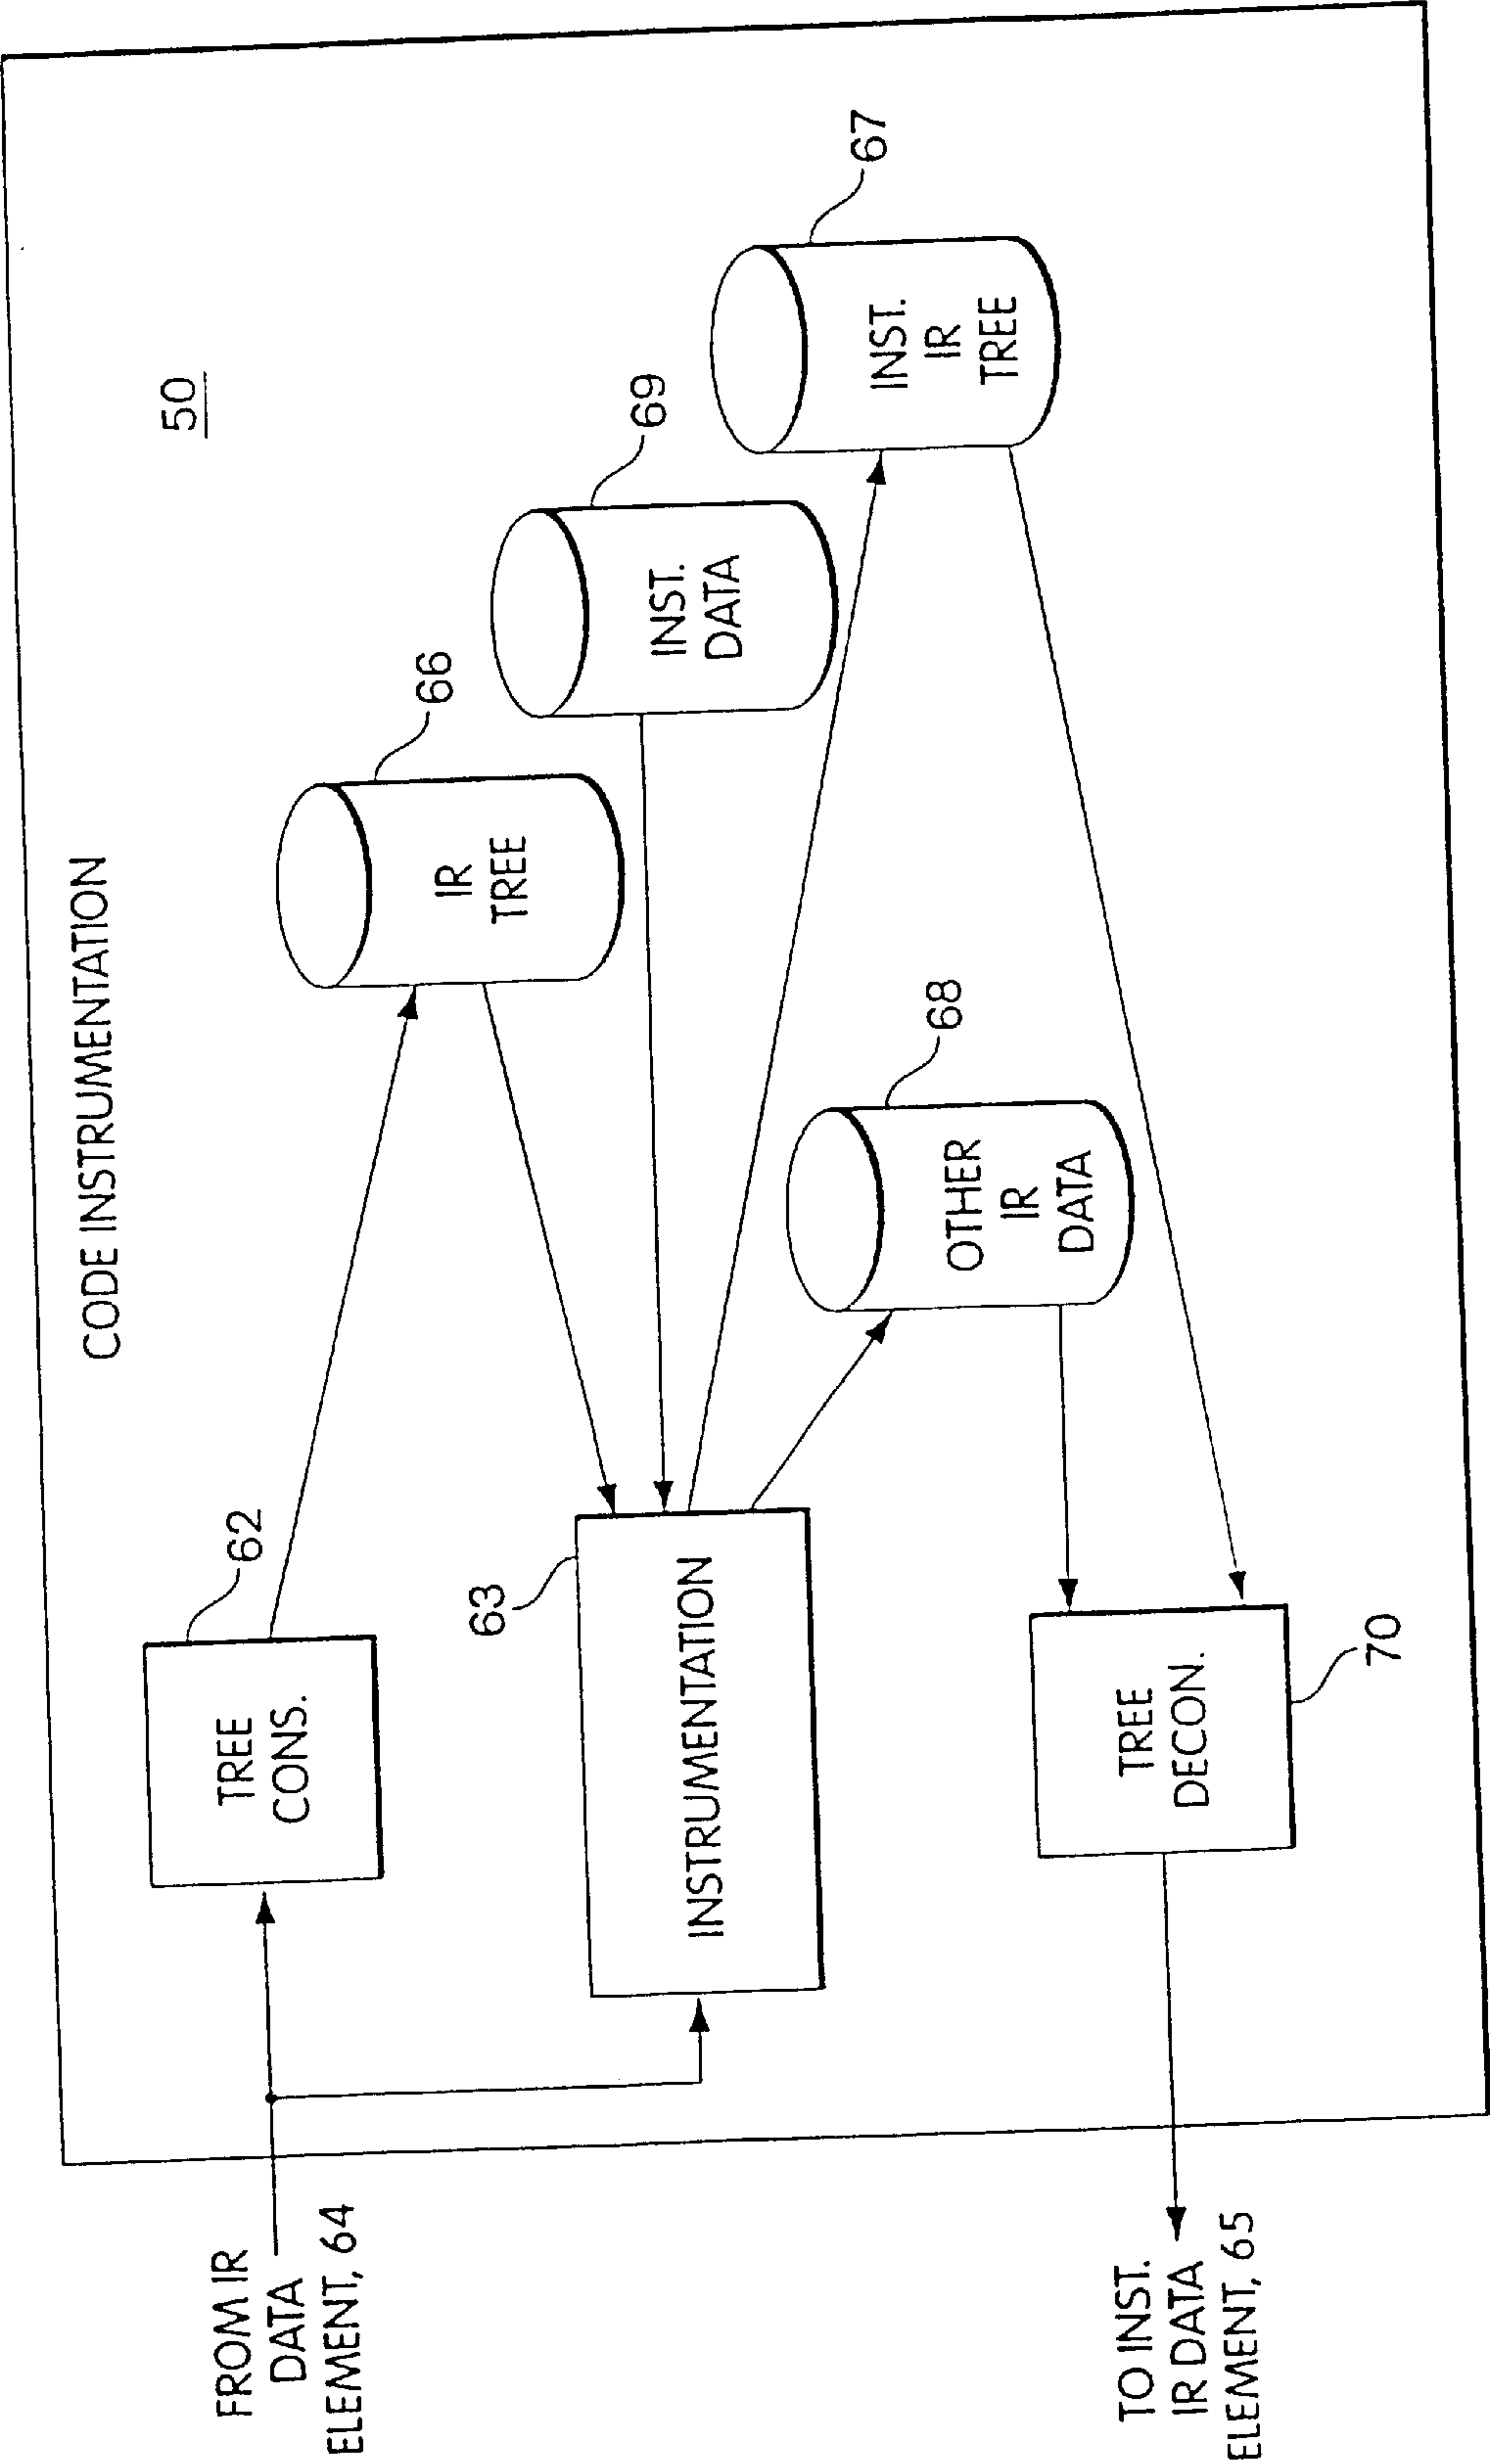 CODE INSTRUMENTATION
50
FROM IR
DATA
ELEMENT, 64
TREE
CONS.
62
IR
TREE
66
INSTRUMENTATION
63
INST.
DATA
69
INST.
IR
TREE
67
OTHER
IR
DATA
68
TREE
DECON.
70
TO INST.
IR DATA
ELEMENT, 65